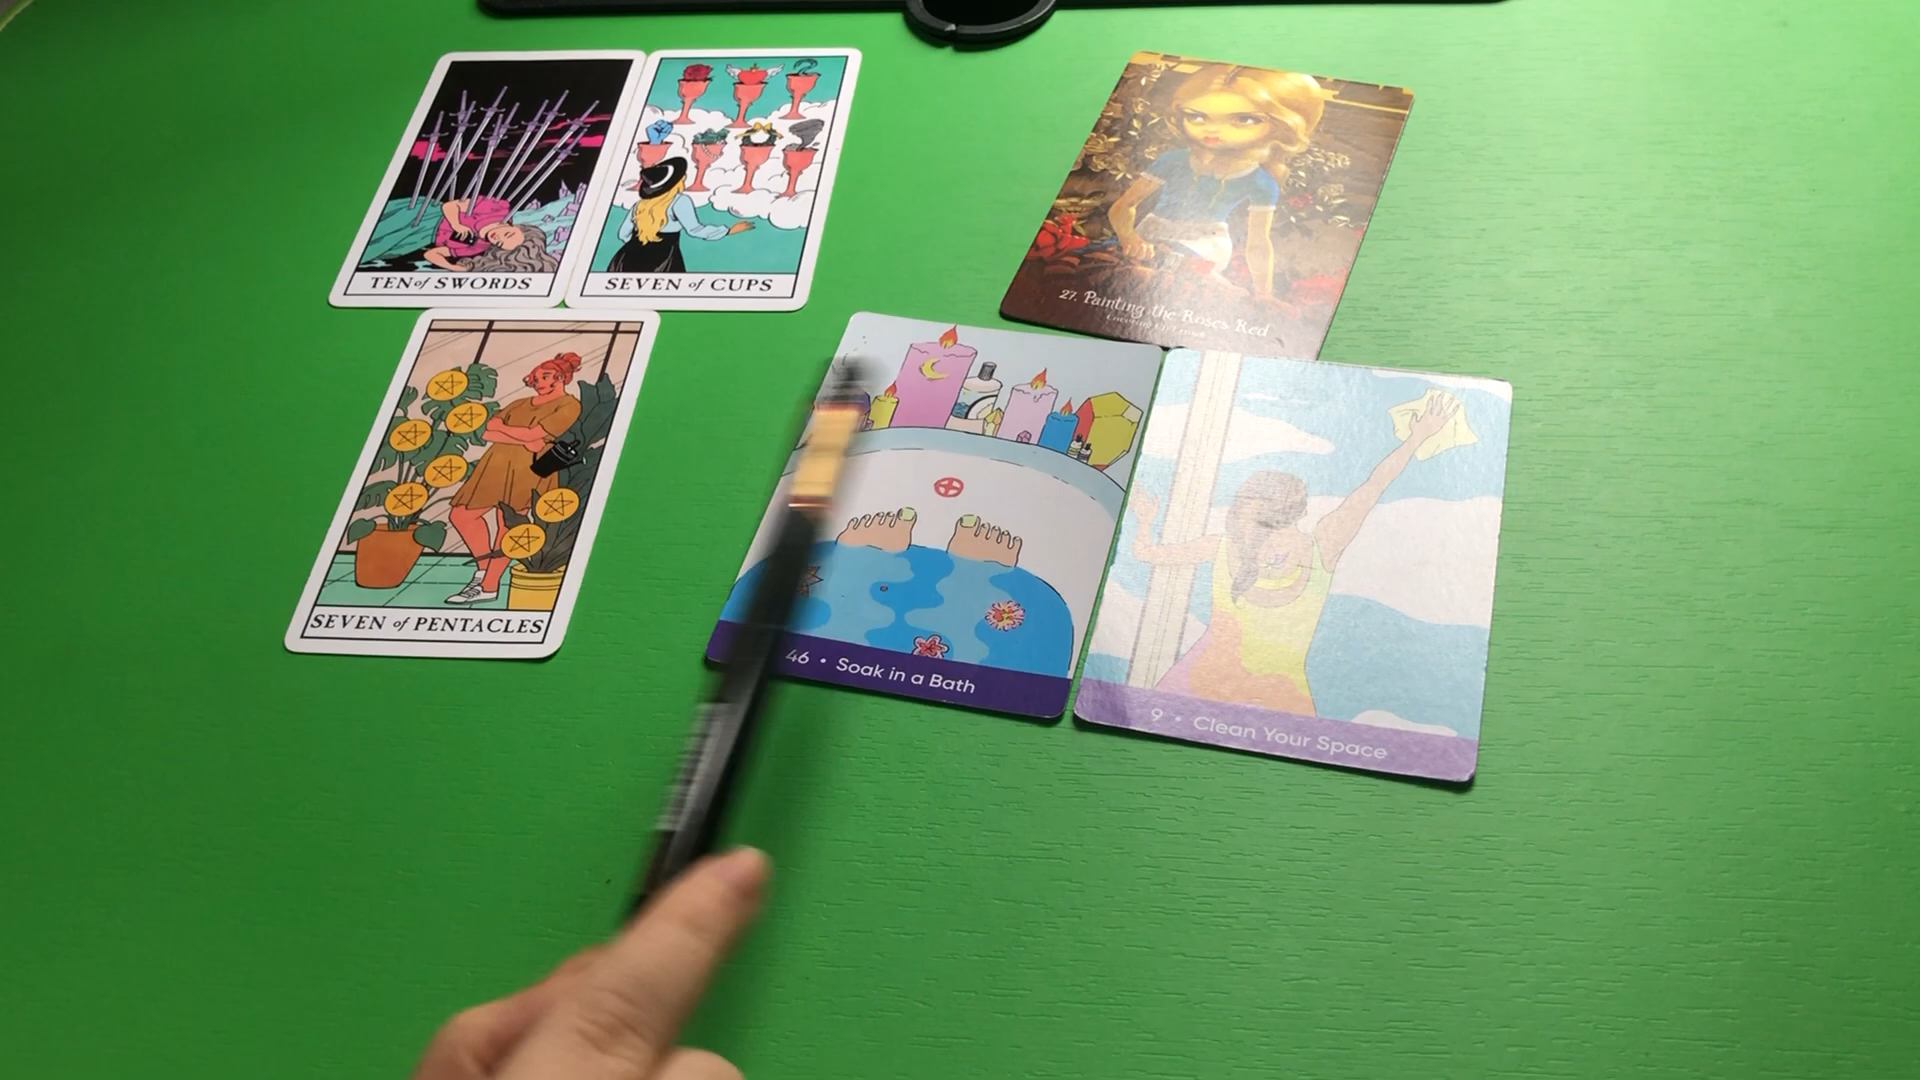 TEN of SWORDS
SEVEN of CUPS
27. Painting the Roses Red
SEVEN of PENTACLES
46 • Soak in a Bath
9 • Clean Your Space